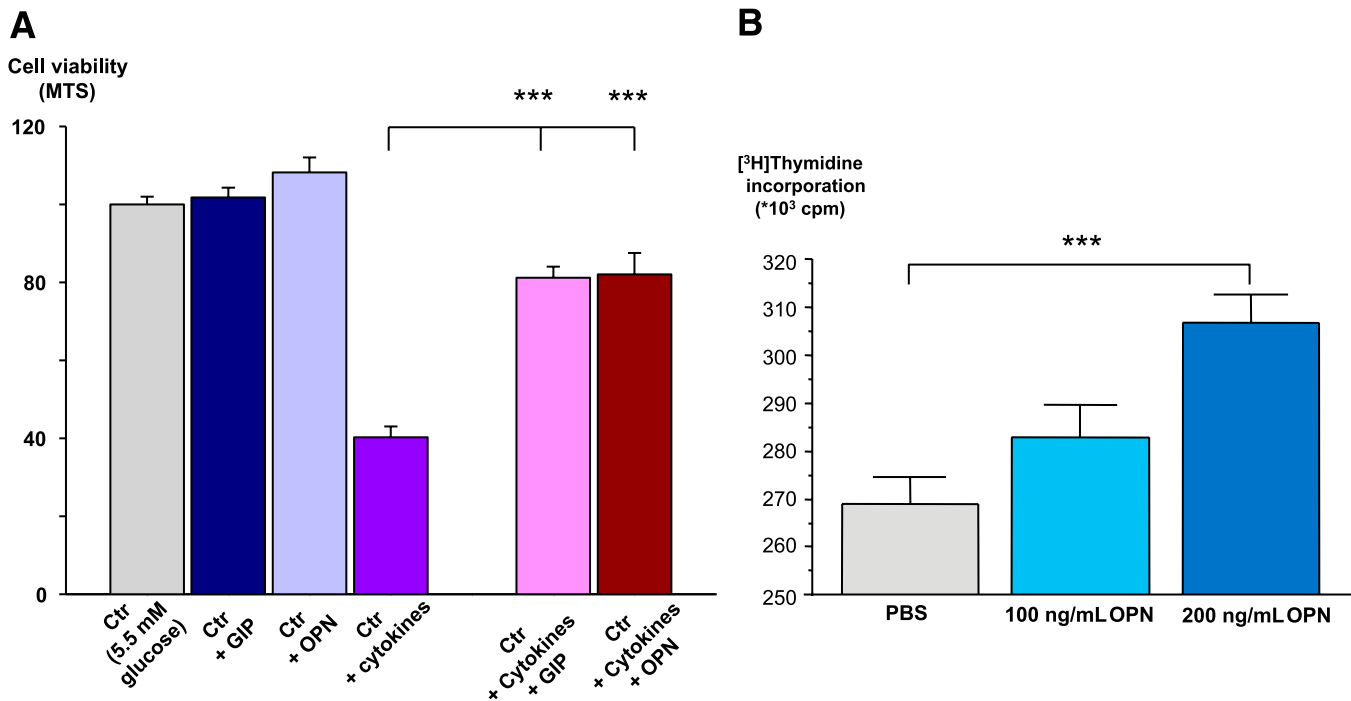 A
Cell viability
(MTS)
120
80
40
0
***
***
Ctr
(5.5 mM
glucose)
Ctr
+ GIP
Ctr
+ OPN
Ctr
+ cytokines
Ctr
+ Cytokines
+ GIP
Ctr
+ Cytokines
+ OPN
B
[³H]Thymidine
incorporation
(*10³ cpm)
320
310
300
290
280
270
260
250
***
PBS
100 ng/mL OPN
200 ng/mL OPN